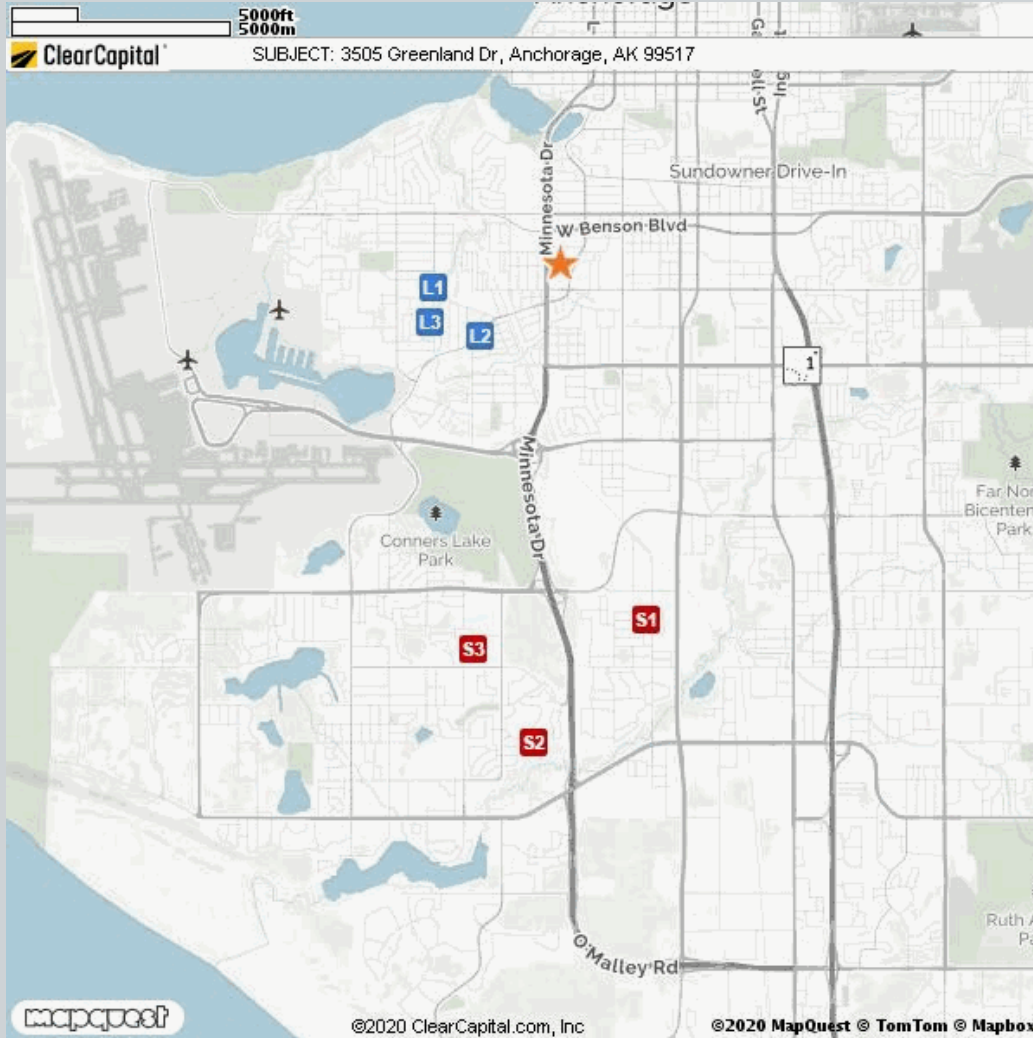 5000ft
5000m
ClearCapital
SUBJECT: 3505 Greenland Dr, Anchorage, AK 99517
Minnesota Dr
Sundowner Drive-In
W Benson Blvd
L1
L3
L2
1
Minnesota Dr
Conners Lake
Park
Far Nor
Bicenten
Park
S1
S3
S2
O'Malley Rd
Ruth A
Pa
mapquest
©2020 ClearCapital.com, Inc
©2020 MapQuest © TomTom © Mapbox